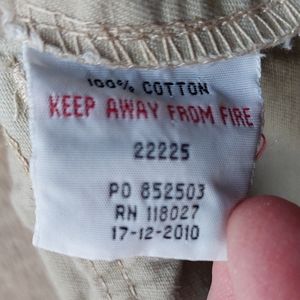 100% COTTON
KEEP AWAY FROM FIRE
22225
PO 852503
RN 118027
17-12-2010